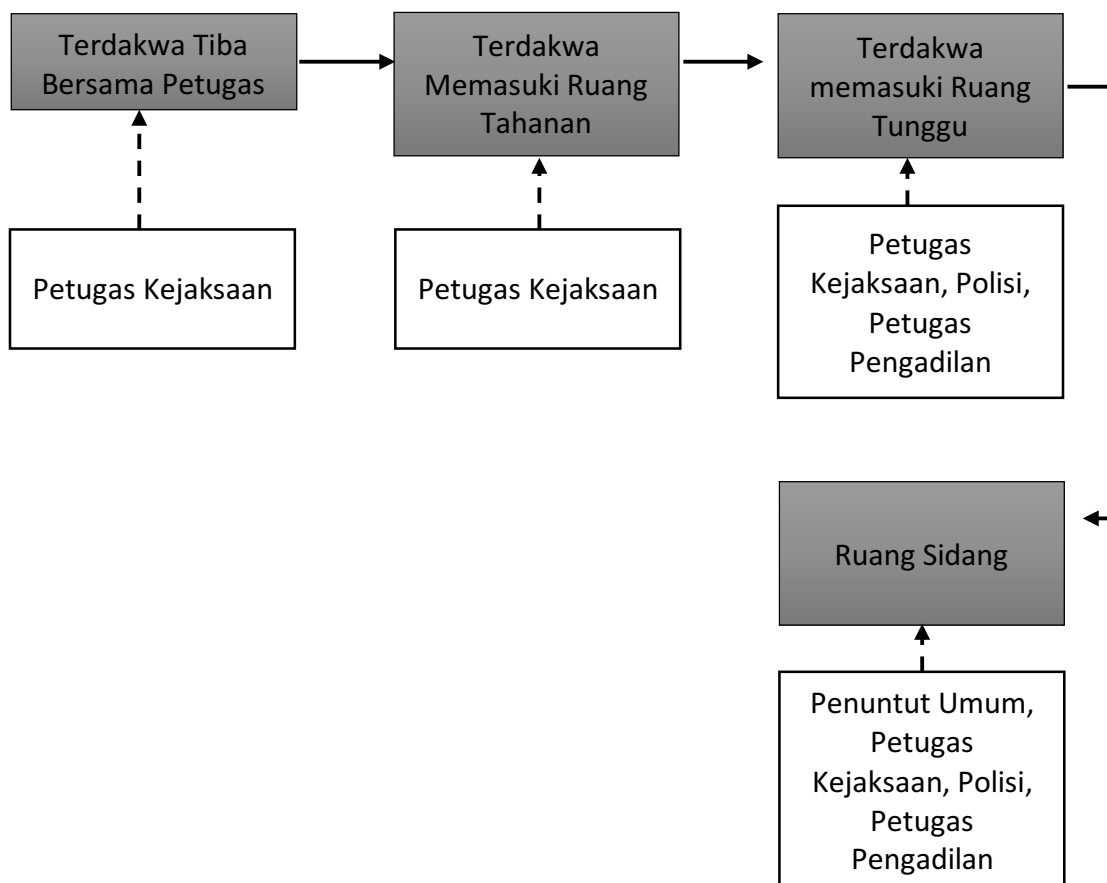 Terdakwa Tiba
Bersama Petugas
Terdakwa
Memasuki Ruang
Tahanan
Terdakwa
memasuki Ruang
Tunggu
Petugas Kejaksaan
Petugas Kejaksaan
Petugas
Kejaksaan, Polisi,
Petugas
Pengadilan
Ruang Sidang
Penuntut Umum,
Petugas
Kejaksaan, Polisi,
Petugas
Pengadilan